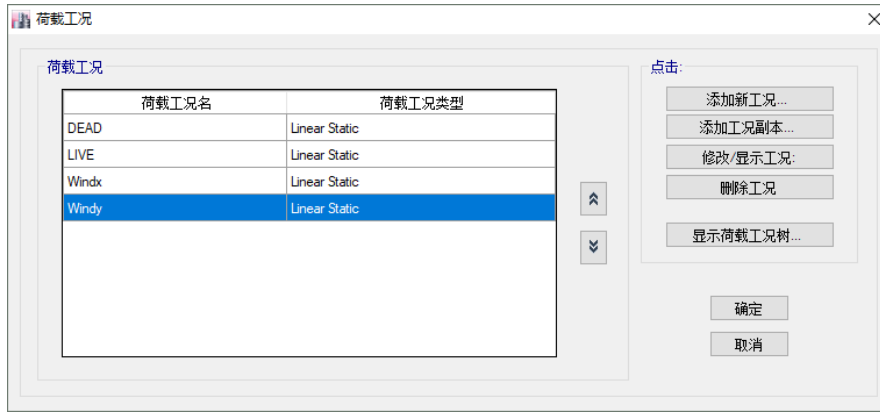 荷载工况
荷载工况
荷载工况名 荷载工况类型
DEAD Linear Static
LIVE Linear Static
Windx Linear Static
Windy Linear Static
点击:
添加新工况...
添加工况副本...
修改/显示工况:
删除工况
显示荷载工况树...
确定
取消